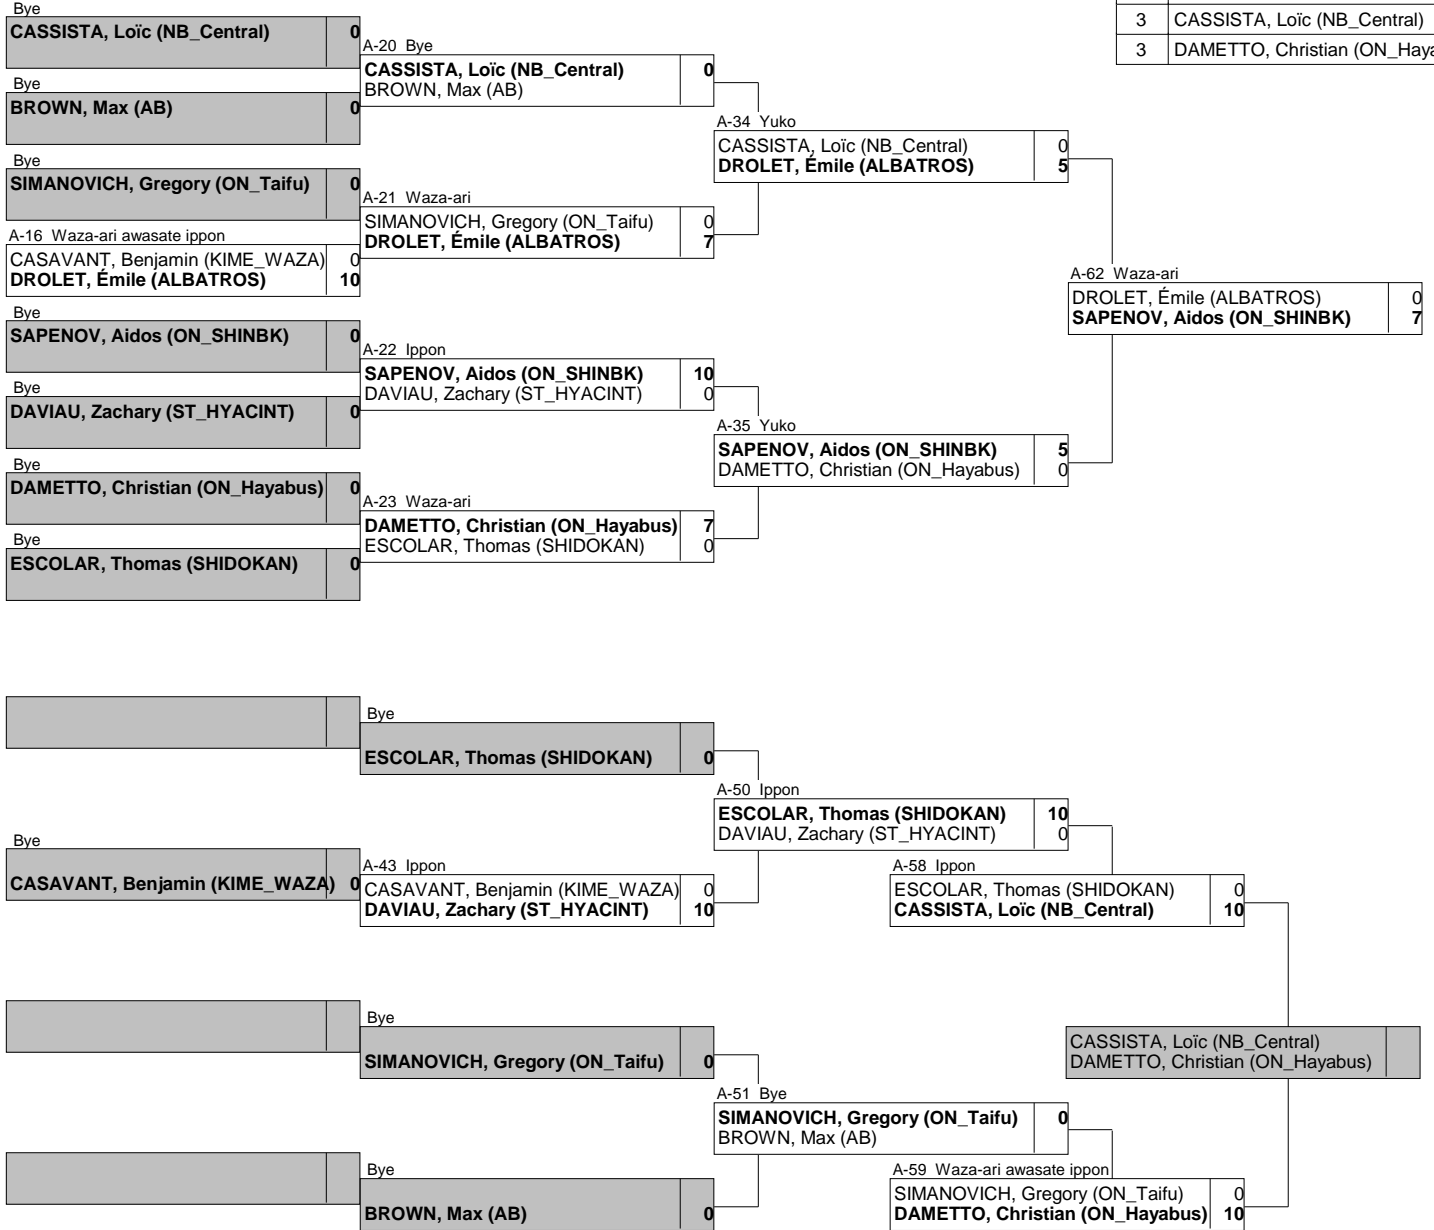 Bye
CASSISTA, Loïc (NB_Central) 0
3 CASSISTA, Loïc (NB_Central)
3 DAMETTO, Christian (ON_Haya
A-20 Bye
CASSISTA, Loïc (NB_Central) 0
BROWN, Max (AB)
Bye
BROWN, Max (AB) 0
A-34 Yuko
CASSISTA, Loïc (NB_Central) 0
DROLET, Émile (ALBATROS) 5
Bye
SIMANOVICH, Gregory (ON_Taifu) 0
A-21 Waza-ari
SIMANOVICH, Gregory (ON_Taifu) 0
DROLET, Émile (ALBATROS) 7
A-16 Waza-ari awasate ippon
CASAVANT, Benjamin (KIME_WAZA) 0
DROLET, Émile (ALBATROS) 10
A-62 Waza-ari
DROLET, Émile (ALBATROS) 0
SAPENOV, Aidos (ON_SHINBK) 7
Bye
SAPENOV, Aidos (ON_SHINBK) 0
A-22 Ippon
SAPENOV, Aidos (ON_SHINBK) 10
DAVIAU, Zachary (ST_HYACINT) 0
Bye
DAVIAU, Zachary (ST_HYACINT) 0
A-35 Yuko
SAPENOV, Aidos (ON_SHINBK) 5
DAMETTO, Christian (ON_Hayabus) 0
Bye
DAMETTO, Christian (ON_Hayabus) 0
A-23 Waza-ari
DAMETTO, Christian (ON_Hayabus) 7
ESCOLAR, Thomas (SHIDOKAN) 0
Bye
ESCOLAR, Thomas (SHIDOKAN) 0
Bye
ESCOLAR, Thomas (SHIDOKAN) 0
A-50 Ippon
ESCOLAR, Thomas (SHIDOKAN) 10
DAVIAU, Zachary (ST_HYACINT) 0
Bye
CASAVANT, Benjamin (KIME_WAZA) 0
A-43 Ippon
CASAVANT, Benjamin (KIME_WAZA) 0
DAVIAU, Zachary (ST_HYACINT) 10
A-58 Ippon
ESCOLAR, Thomas (SHIDOKAN) 0
CASSISTA, Loïc (NB_Central) 10
Bye
SIMANOVICH, Gregory (ON_Taifu) 0
CASSISTA, Loïc (NB_Central)
DAMETTO, Christian (ON_Hayabus)
A-51 Bye
SIMANOVICH, Gregory (ON_Taifu) 0
BROWN, Max (AB)
Bye
BROWN, Max (AB) 0
A-59 Waza-ari awasate ippon
SIMANOVICH, Gregory (ON_Taifu) 0
DAMETTO, Christian (ON_Hayabus) 10